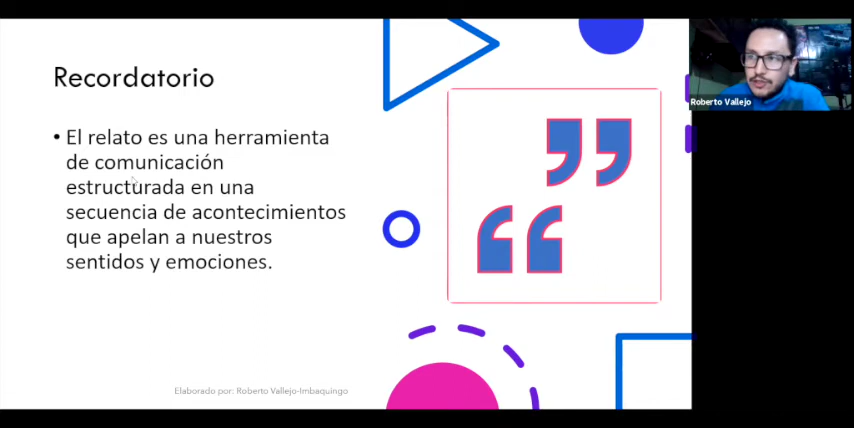 Recordatorio
• El relato es una herramienta
de comunicación
estructurada en una
secuencia de acontecimientos
que apelan a nuestros
sentidos y emociones.
Elaborado por: Roberto Vallejo-Imbaquingo
Roberto Vallejo